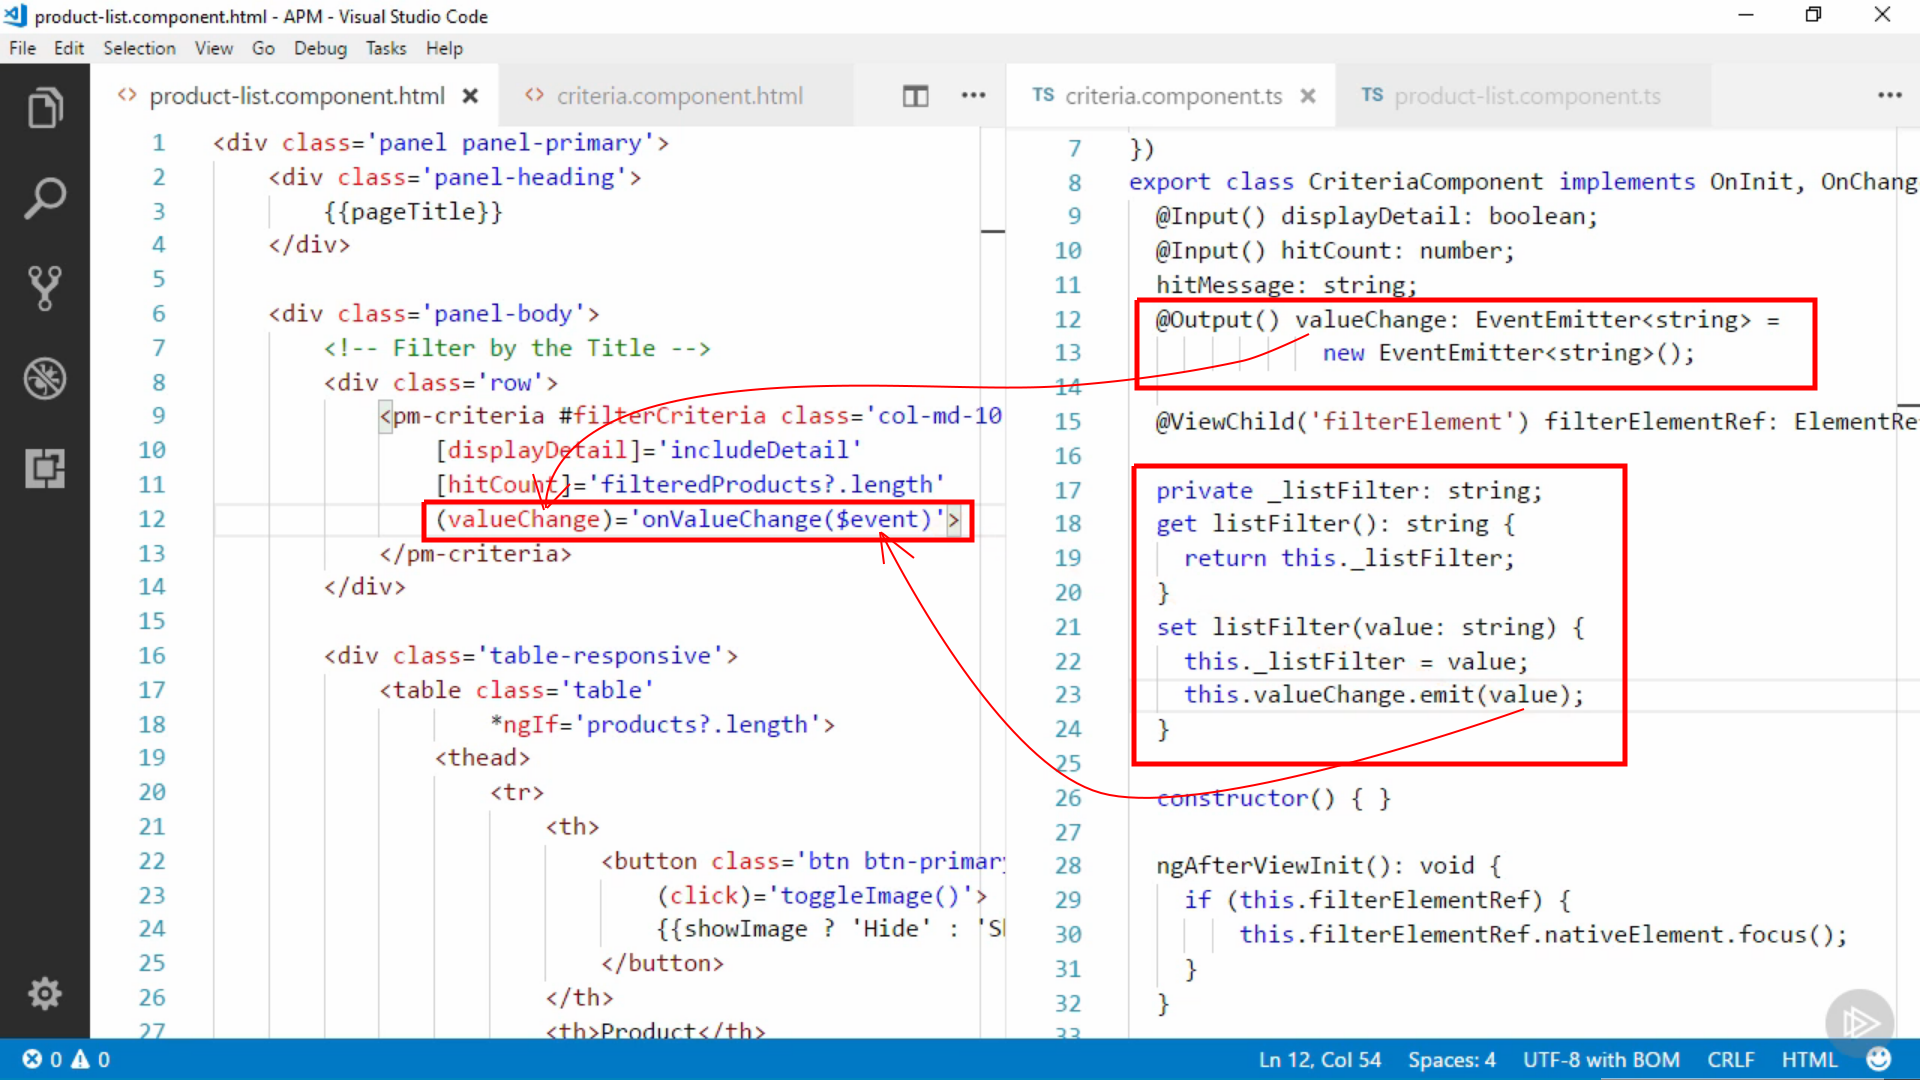 product-list.component.html - APM - Visual Studio Code
File Edit Selection View Go Debug Tasks Help
<> product-list.component.html
<> criteria.component.html
TS criteria.component.ts
TS product-list.component.ts
1 <div class='panel panel-primary'>
2 <div class='panel-heading'>
3 {{pageTitle}}
4 </div>
5
6 <div class='panel-body'>
7 <!-- Filter by the Title -->
8 <div class='row'>
9 <pm-criteria #filterCriteria class='col-md-10
10 [displayDetail]='includeDetail'
11 [hitCount]='filteredProducts?.length'
12 (valueChange)='onValueChange($event)'>
13 </pm-criteria>
14 </div>
15
16 <div class='table-responsive'>
17 <table class='table'
18 *ngIf='products?.length'>
19 <thead>
20 <tr>
21 <th>
22 <button class='btn btn-primary
23 (click)='toggleImage()'>
24 {{showImage ? 'Hide' : 'S
25 </button>
26 </th>
27 <th>Product</th>
7 })
8 export class CriteriaComponent implements OnInit, OnChang
9 @Input() displayDetail: boolean;
10 @Input() hitCount: number;
11 hitMessage: string;
12 @Output() valueChange: EventEmitter<string> =
13 new EventEmitter<string>();
14
15 @ViewChild('filterElement') filterElementRef: ElementRe
16
17 private _listFilter: string;
18 get listFilter(): string {
19 return this._listFilter;
20 }
21 set listFilter(value: string) {
22 this._listFilter = value;
23 this.valueChange.emit(value);
24 }
25
26 constructor() { }
27
28 ngAfterViewInit(): void {
29 if (this.filterElementRef) {
30 this.filterElementRef.nativeElement.focus();
31 }
32 }
33
0 0
Ln 12, Col 54 Spaces: 4 UTF-8 with BOM CRLF HTML